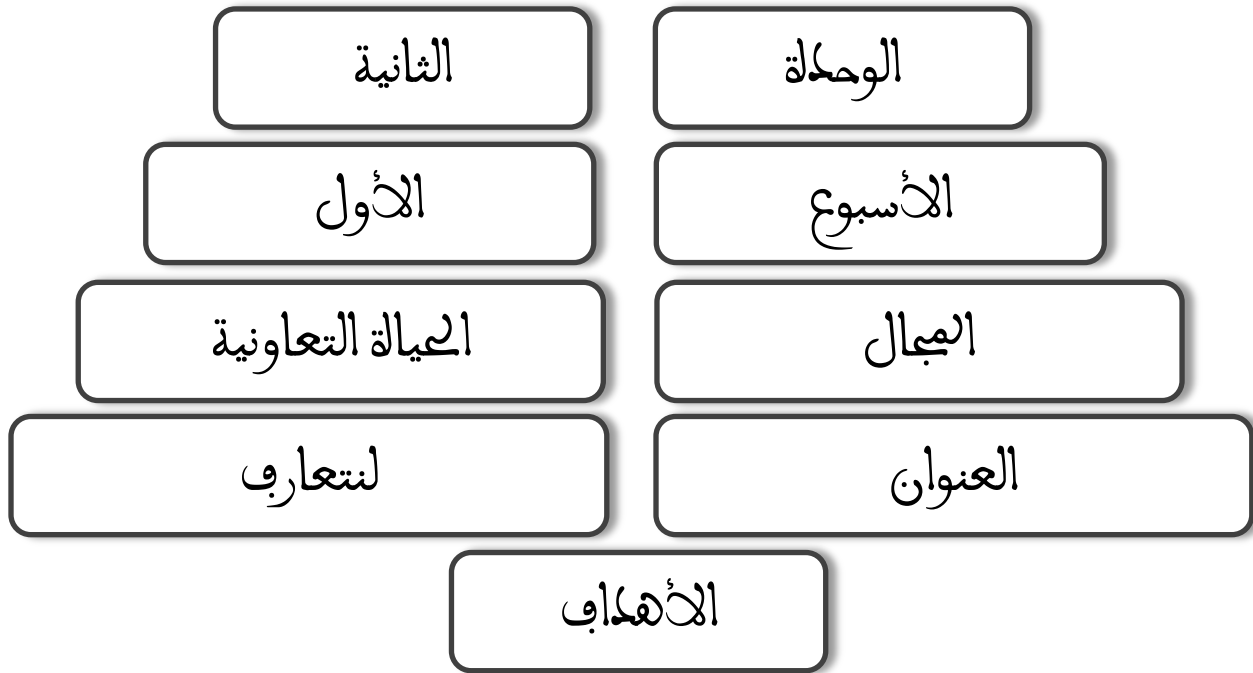 الوحدة الثانية
الأسبوع الأول
المجال الحياة التعاونية
العنوان لنتعارف
الأهداف